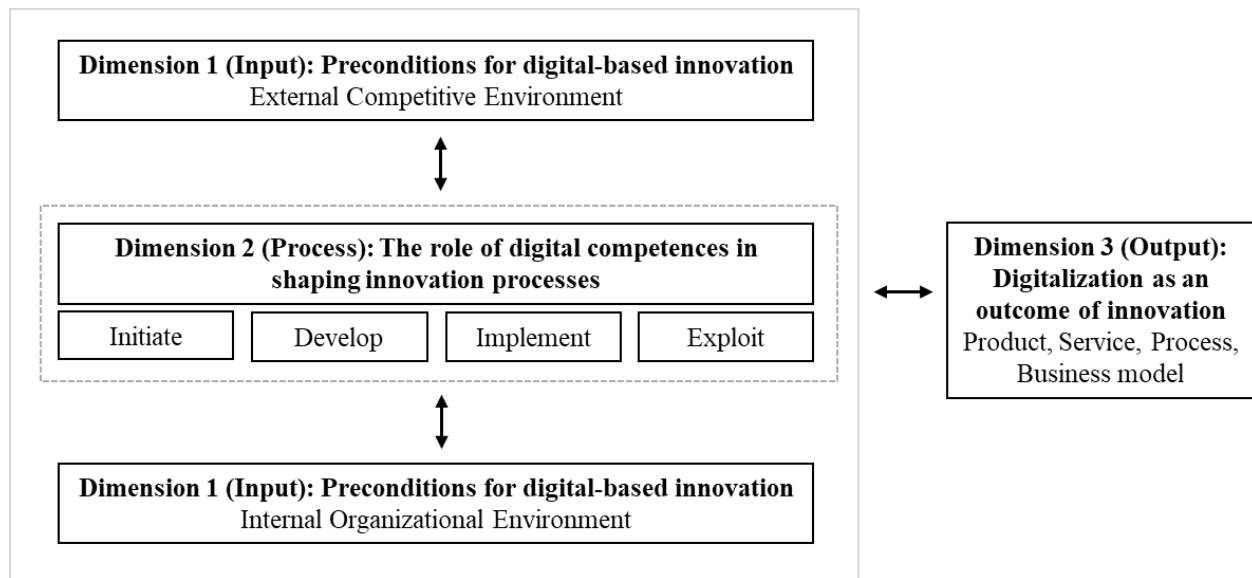 Dimension 1 (Input): Preconditions for digital-based innovation
External Competitive Environment
Dimension 2 (Process): The role of digital competences in
shaping innovation processes
Initiate
Develop
Implement
Exploit
Dimension 1 (Input): Preconditions for digital-based innovation
Internal Organizational Environment
Dimension 3 (Output):
Digitalization as an
outcome of innovation
Product, Service, Process,
Business model